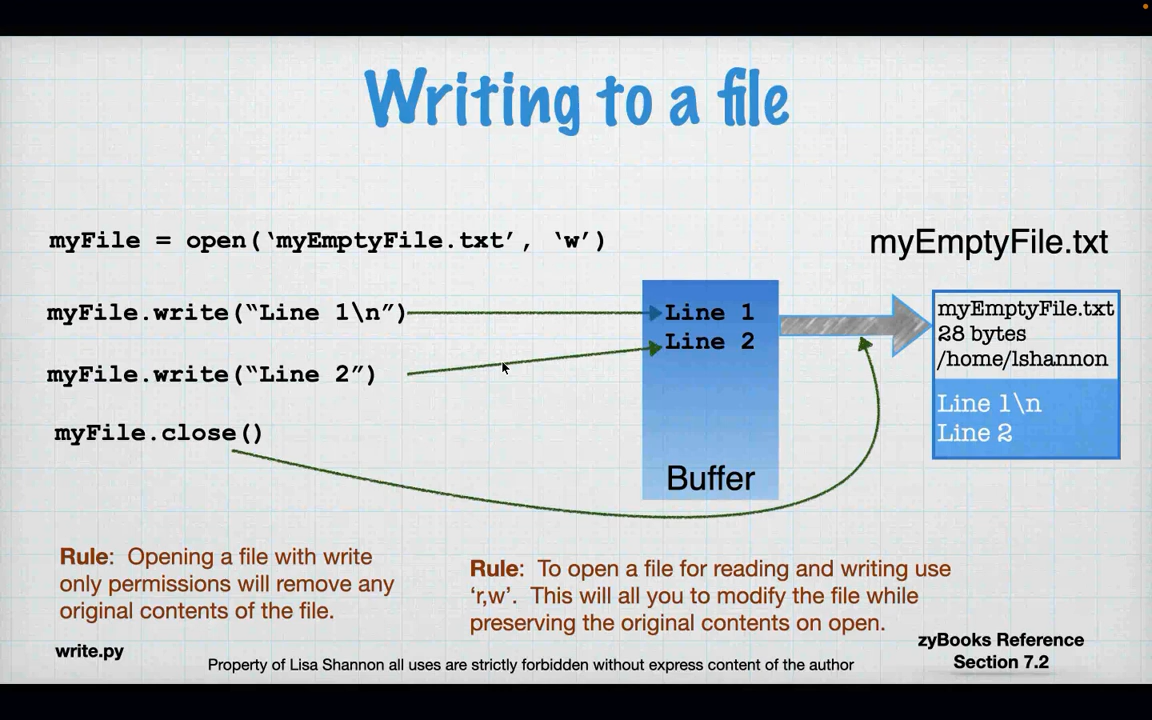 Writing to a file
myFile = open(‘myEmptyFile.txt’, ‘w’)
myEmptyFile.txt
myFile.write(“Line 1\n”)
myFile.write(“Line 2”)
myFile.close()
Line 1
Line 2
Buffer
myEmptyFile.txt
28 bytes
/home/lshannon
Line 1\n
Line 2
Rule: Opening a file with write
only permissions will remove any
original contents of the file.
Rule: To open a file for reading and writing use
‘r,w’. This will all you to modify the file while
preserving the original contents on open.
write.py
Property of Lisa Shannon all uses are strictly forbidden without express content of the author
zyBooks Reference
Section 7.2